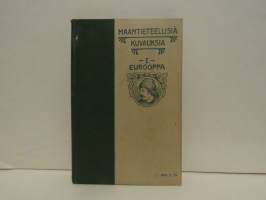 MAANTIETEELLISIÄ
KUVAUKSIA
– I –
EUROOPPA